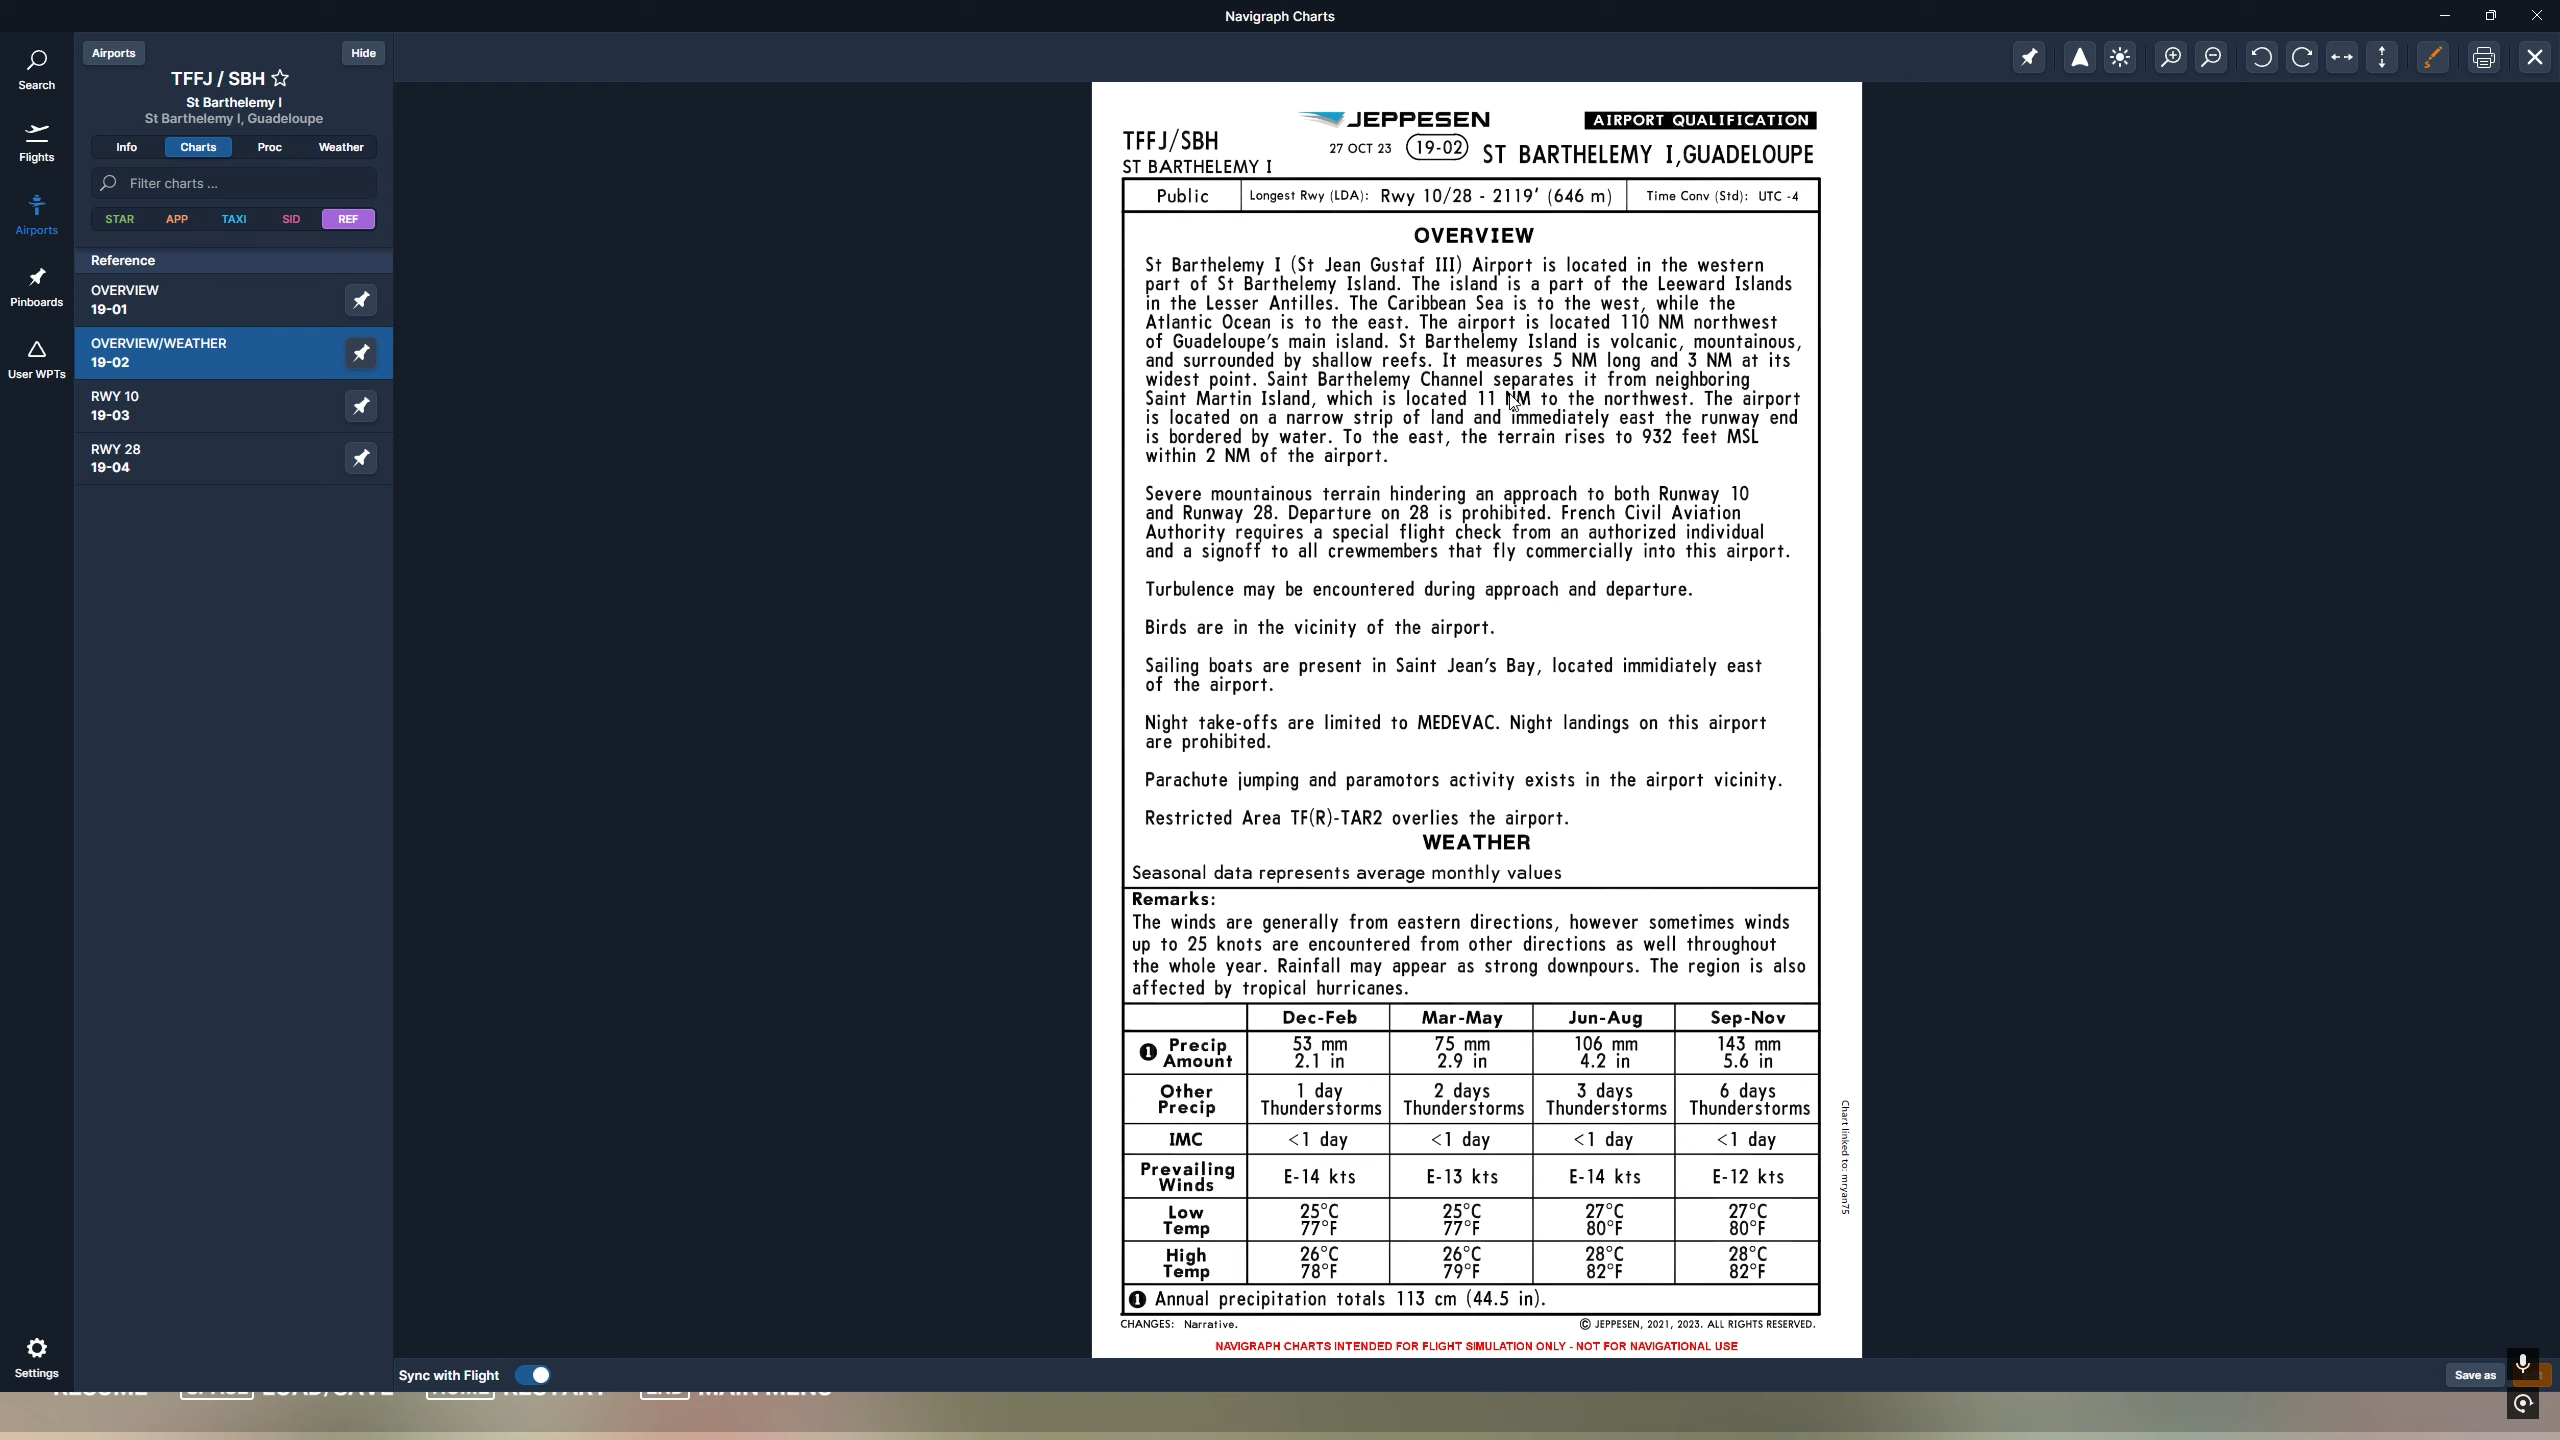 Navigraph Charts
Search
Flights
Airports
Pinboards
User WPTs
Settings
Airports
Hide
TFFJ / SBH
St Barthelemy I
St Barthelemy I, Guadeloupe
Info Charts Proc Weather
Filter charts ...
STAR APP TAXI SID REF
Reference
OVERVIEW
19-01
OVERVIEW/WEATHER
19-02
RWY 10
19-03
RWY 28
19-04
JEPPESEN
AIRPORT QUALIFICATION
TFFJ/SBH
27 OCT 23 19-02 ST BARTHELEMY I,GUADELOUPE
ST BARTHELEMY I
Public Longest Rwy (LDA): Rwy 10/28 - 2119' (646 m) Time Conv (Std): UTC -4
OVERVIEW
St Barthelemy I (St Jean Gustaf III) Airport is located in the western
part of St Barthelemy Island. The island is a part of the Leeward Islands
in the Lesser Antilles. The Caribbean Sea is to the west, while the
Atlantic Ocean is to the east. The airport is located 110 NM northwest
of Guadeloupe's main island. St Barthelemy Island is volcanic, mountainous,
and surrounded by shallow reefs. It measures 5 NM long and 3 NM at its
widest point. Saint Barthelemy Channel separates it from neighboring
Saint Martin Island, which is located 11 NM to the northwest. The airport
is located on a narrow strip of land and immediately east the runway end
is bordered by water. To the east, the terrain rises to 932 feet MSL
within 2 NM of the airport.
Severe mountainous terrain hindering an approach to both Runway 10
and Runway 28. Departure on 28 is prohibited. French Civil Aviation
Authority requires a special flight check from an authorized individual
and a signoff to all crewmembers that fly commercially into this airport.
Turbulence may be encountered during approach and departure.
Birds are in the vicinity of the airport.
Sailing boats are present in Saint Jean's Bay, located immidiately east
of the airport.
Night take-offs are limited to MEDEVAC. Night landings on this airport
are prohibited.
Parachute jumping and paramotors activity exists in the airport vicinity.
Restricted Area TF(R)-TAR2 overlies the airport.
WEATHER
Seasonal data represents average monthly values
Remarks:
The winds are generally from eastern directions, however sometimes winds
up to 25 knots are encountered from other directions as well throughout
the whole year. Rainfall may appear as strong downpours. The region is also
affected by tropical hurricanes.
Dec-Feb Mar-May Jun-Aug Sep-Nov
1 Precip Amount 53 mm 2.1 in 75 mm 2.9 in 106 mm 4.2 in 143 mm 5.6 in
Other Precip 1 day Thunderstorms 2 days Thunderstorms 3 days Thunderstorms 6 days Thunderstorms
IMC <1 day <1 day <1 day <1 day
Prevailing Winds E-14 kts E-13 kts E-14 kts E-12 kts
Low Temp 25°C 77°F 25°C 77°F 27°C 80°F 27°C 80°F
High Temp 26°C 78°F 26°C 79°F 28°C 82°F 28°C 82°F
1 Annual precipitation totals 113 cm (44.5 in).
CHANGES: Narrative. © JEPPESEN, 2021, 2023. ALL RIGHTS RESERVED.
NAVIGRAPH CHARTS INTENDED FOR FLIGHT SIMULATION ONLY - NOT FOR NAVIGATIONAL USE
Chart linked to: mryan75
Sync with Flight
Save as
RESUME SPACE LOAD/SAVE HOME RESTART END MAIN MENU